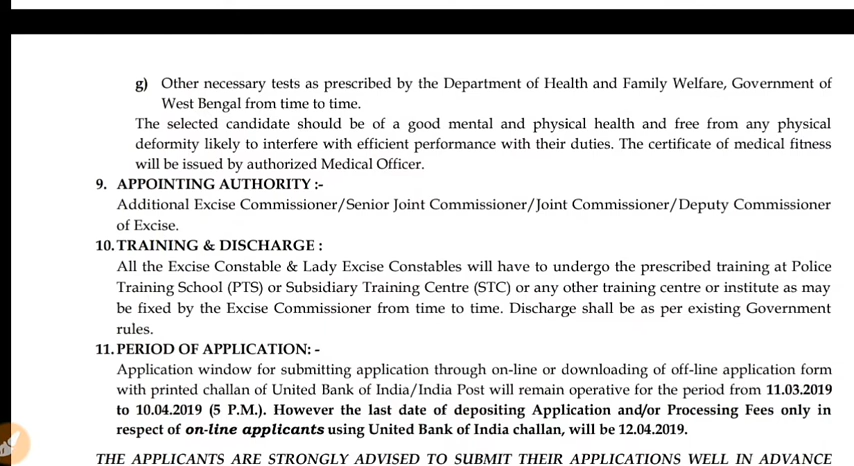 g) Other necessary tests as prescribed by the Department of Health and Family Welfare, Government of
West Bengal from time to time.
The selected candidate should be of a good mental and physical health and free from any physical
deformity likely to interfere with efficient performance with their duties. The certificate of medical fitness
will be issued by authorized Medical Officer.
9. APPOINTING AUTHORITY :-
Additional Excise Commissioner/Senior Joint Commissioner/Joint Commissioner/Deputy Commissioner
of Excise.
10. TRAINING & DISCHARGE :
All the Excise Constable & Lady Excise Constables will have to undergo the prescribed training at Police
Training School (PTS) or Subsidiary Training Centre (STC) or any other training centre or institute as may
be fixed by the Excise Commissioner from time to time. Discharge shall be as per existing Government
rules.
11. PERIOD OF APPLICATION: -
Application window for submitting application through on-line or downloading of off-line application form
with printed challan of United Bank of India/India Post will remain operative for the period from 11.03.2019
to 10.04.2019 (5 P.M.). However the last date of depositing Application and/or Processing Fees only in
respect of on-line applicants using United Bank of India challan, will be 12.04.2019.
THE APPLICANTS ARE STRONGLY ADVISED TO SUBMIT THEIR APPLICATIONS WELL IN ADVANCE